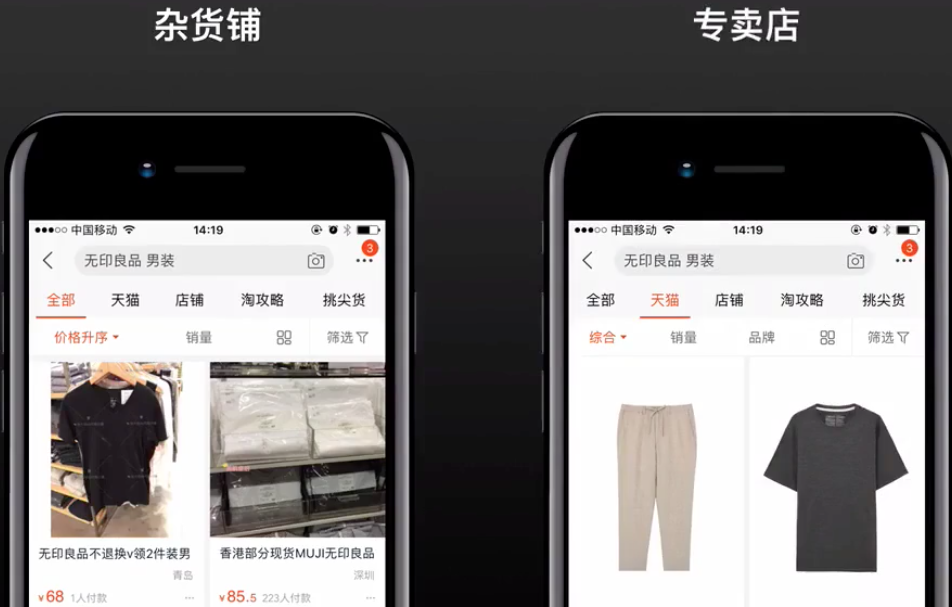 杂货铺
专卖店
中国移动
14:19
无印良品 男装
3
全部
天猫
店铺
淘攻略
挑尖货
价格升序
销量
筛选
无印良品不退换v领2件装男
青岛
¥68
1人付款
香港部分现货MUJI无印良品
深圳
¥85.5
223人付款
中国移动
14:19
无印良品 男装
3
全部
天猫
店铺
淘攻略
挑尖货
综合
销量
品牌
筛选